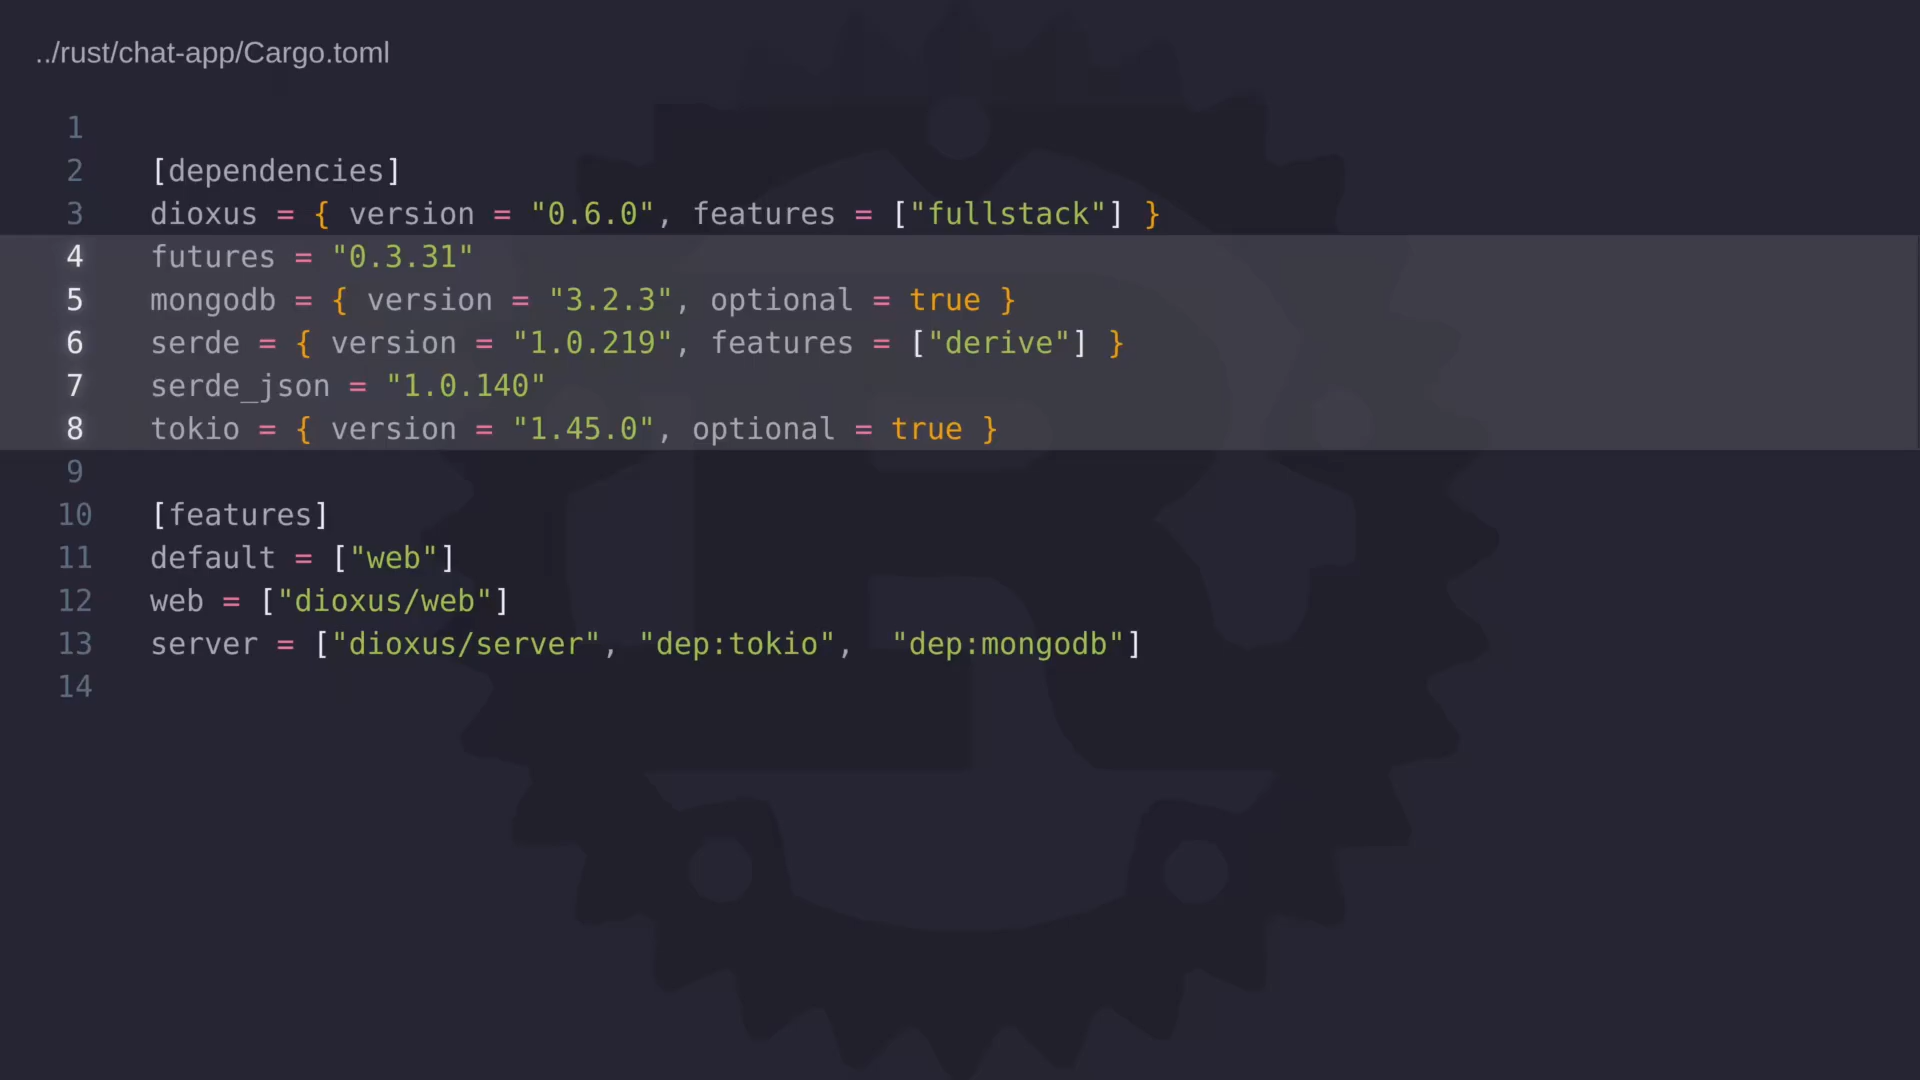 ../rust/chat-app/Cargo.toml
1
2 [dependencies]
3 dioxus = { version = "0.6.0", features = ["fullstack"] }
4 futures = "0.3.31"
5 mongodb = { version = "3.2.3", optional = true }
6 serde = { version = "1.0.219", features = ["derive"] }
7 serde_json = "1.0.140"
8 tokio = { version = "1.45.0", optional = true }
9
10 [features]
11 default = ["web"]
12 web = ["dioxus/web"]
13 server = ["dioxus/server", "dep:tokio",  "dep:mongodb"]
14